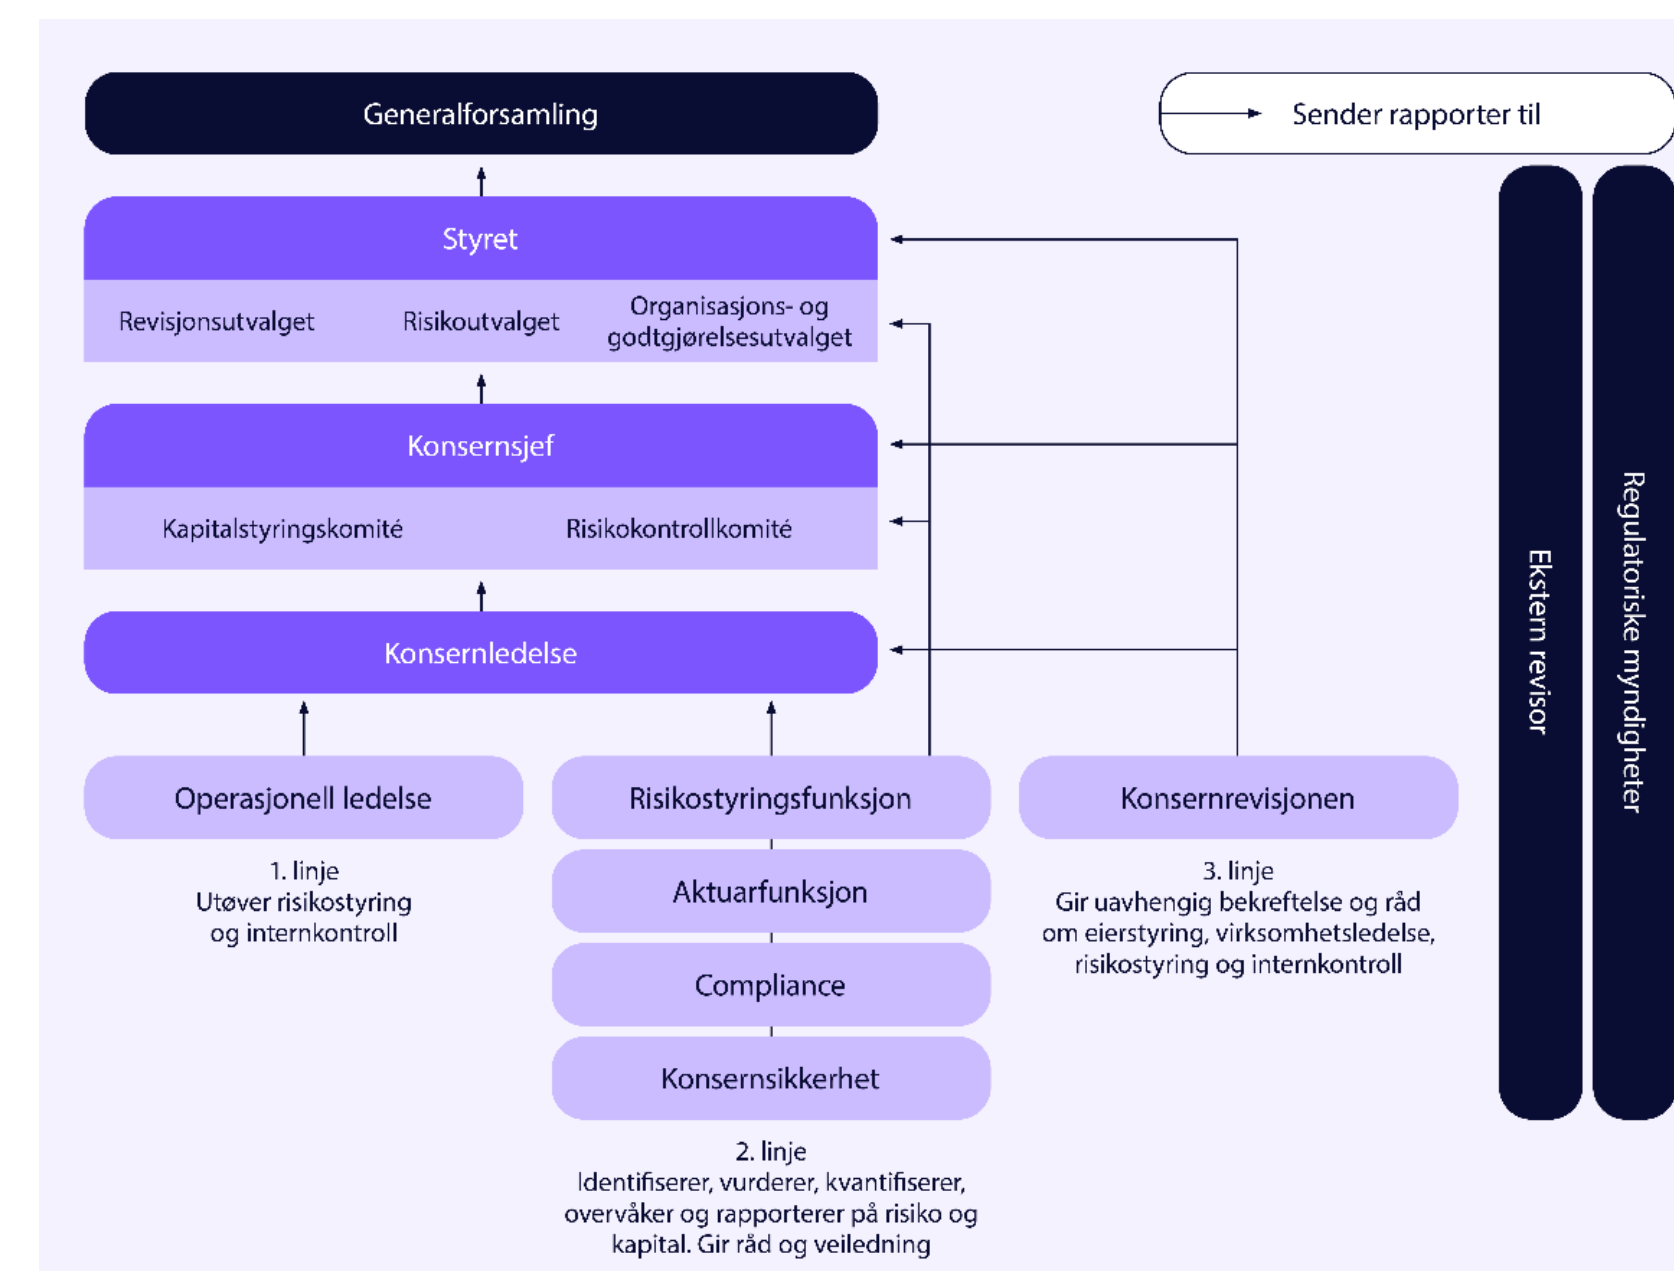 Generalforsamling
Sender rapporter til
Styret
Revisjonsutvalget
Risikoutvalget
Organisasjons- og
godtgjørelsesutvalget
Konsernsjef
Kapitalstyringskomité
Risikokontrollkomité
Konsernledelse
Operasjonell ledelse
1. linje
Utøver risikostyring
og internkontroll
Risikostyringsfunksjon
Aktuarfunksjon
Compliance
Konsernsikkerhet
2. linje
Identifiserer, vurderer, kvantifiserer,
overvåker og rapporterer på risiko og
kapital. Gir råd og veiledning
Konsernrevisjonen
3. linje
Gir uavhengig bekreftelse og råd
om eierstyring, virksomhetsledelse,
risikostyring og internkontroll
Ekstern revisor
Regulatoriske myndigheter